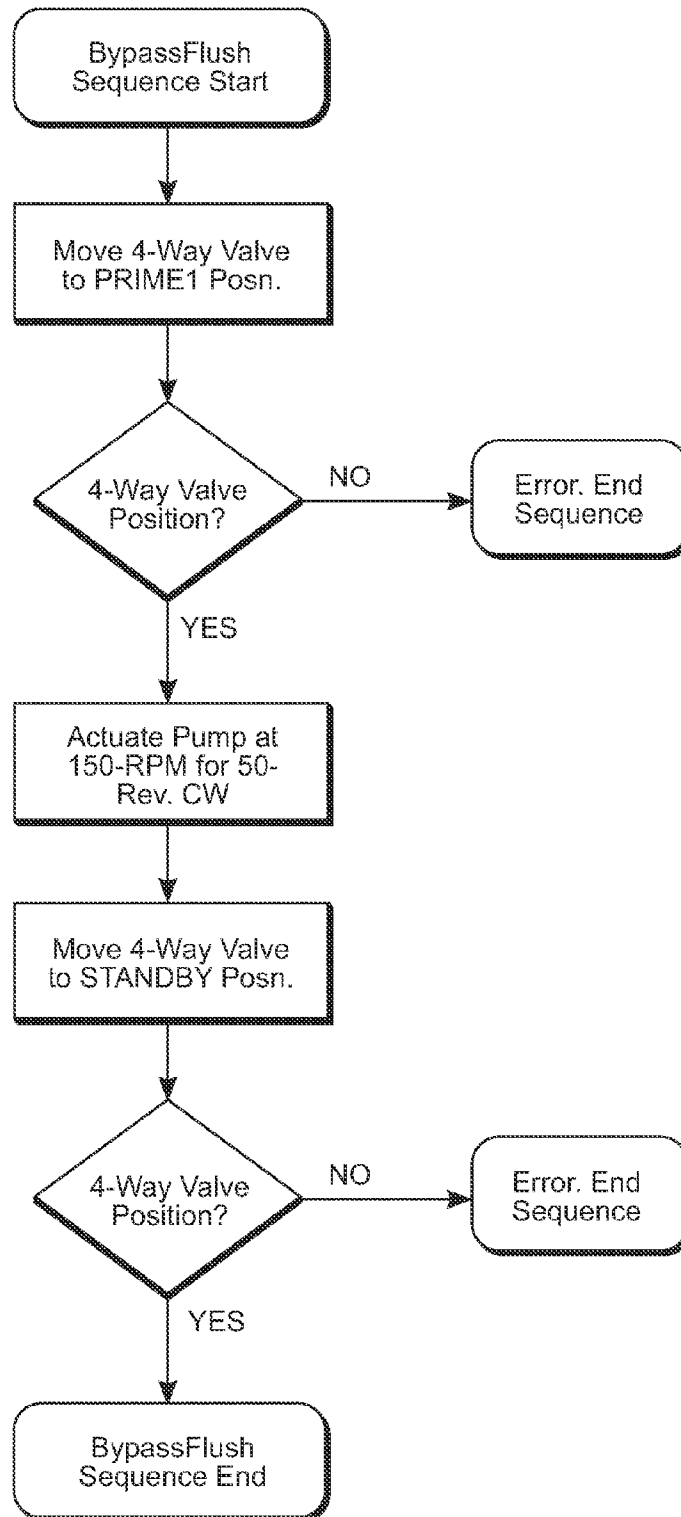 BypassFlush
Sequence Start
Move 4-Way Valve
to PRIME1 Posn.
4-Way Valve
Position?
NO
Error. End
Sequence
YES
Actuate Pump at
150-RPM for 50-
Rev. CW
Move 4-Way Valve
to STANDBY Posn.
4-Way Valve
Position?
NO
Error. End
Sequence
YES
BypassFlush
Sequence End